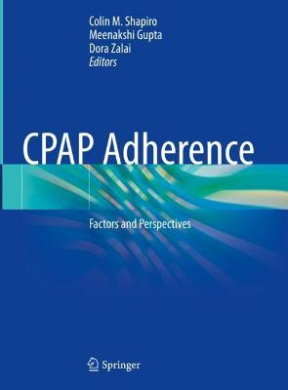 Colin M. Shapiro
Meenakshi Gupta
Dora Zalai
Editors
CPAP Adherence
Factors and Perspectives
Springer